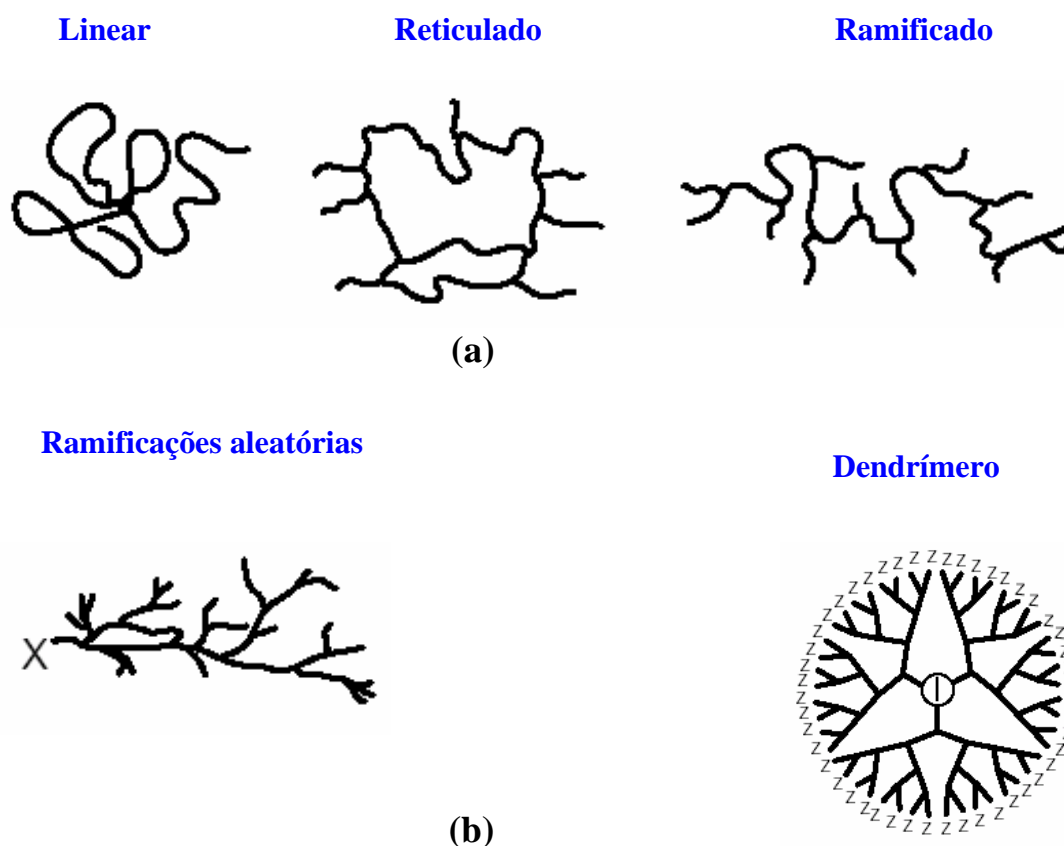 Linear Reticulado Ramificado
(a)
Ramificações aleatórias
Dendrímero
X
I
Z Z Z Z Z Z Z Z Z Z Z Z Z Z Z Z Z Z Z Z
(b)